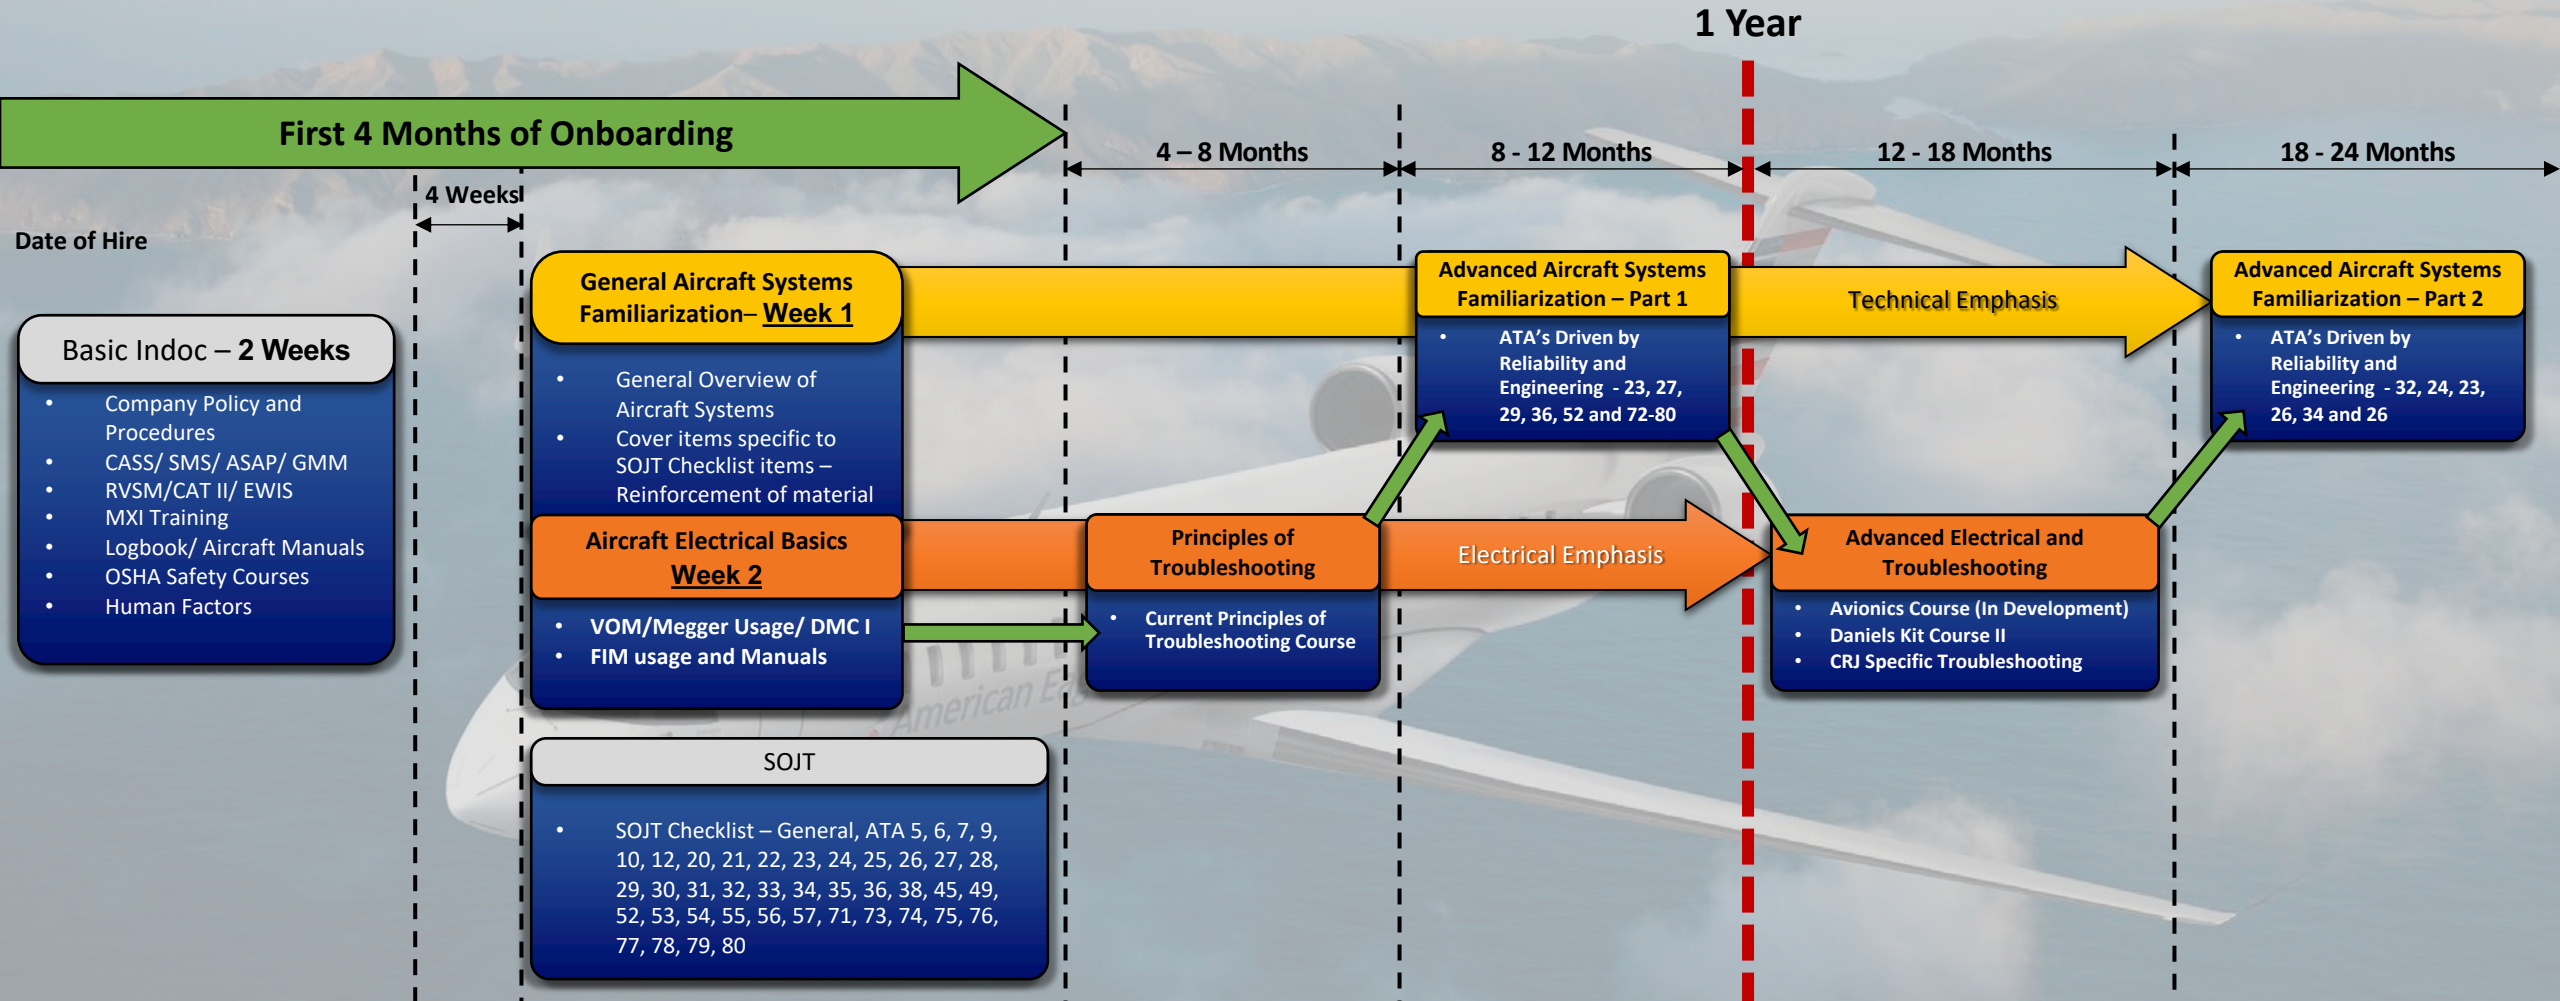 1 Year
First 4 Months of Onboarding
4 – 8 Months
8 - 12 Months
12 - 18 Months
18 - 24 Months
4 Weeks
Date of Hire
Basic Indoc – 2 Weeks
• Company Policy and
Procedures
• CASS/ SMS/ ASAP/ GMM
• RVSM/CAT II/ EWIS
• MXI Training
• Logbook/ Aircraft Manuals
• OSHA Safety Courses
• Human Factors
General Aircraft Systems
Familiarization– Week 1
• General Overview of
Aircraft Systems
• Cover items specific to
SOJT Checklist items –
Reinforcement of material
Aircraft Electrical Basics
Week 2
• VOM/Megger Usage/ DMC I
• FIM usage and Manuals
SOJT
• SOJT Checklist – General, ATA 5, 6, 7, 9,
10, 12, 20, 21, 22, 23, 24, 25, 26, 27, 28,
29, 30, 31, 32, 33, 34, 35, 36, 38, 45, 49,
52, 53, 54, 55, 56, 57, 71, 73, 74, 75, 76,
77, 78, 79, 80
Principles of
Troubleshooting
• Current Principles of
Troubleshooting Course
Electrical Emphasis
Advanced Aircraft Systems
Familiarization – Part 1
• ATA's Driven by
Reliability and
Engineering - 23, 27,
29, 36, 52 and 72-80
Technical Emphasis
Advanced Electrical and
Troubleshooting
• Avionics Course (In Development)
• Daniels Kit Course II
• CRJ Specific Troubleshooting
Advanced Aircraft Systems
Familiarization – Part 2
• ATA's Driven by
Reliability and
Engineering - 32, 24, 23,
26, 34 and 26
American